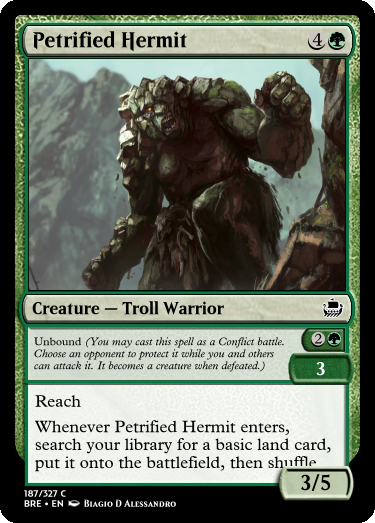 Petrified Hermit 4
Creature — Troll Warrior
Unbound (You may cast this spell as a Conflict battle. 2
Choose an opponent to protect it while you and others
can attack it. It becomes a creature when defeated.) 3
Reach
Whenever Petrified Hermit enters,
search your library for a basic land card,
put it onto the battlefield, then shuffle.
3/5
187/327 C
BRE • EN Biagio D Alessandro